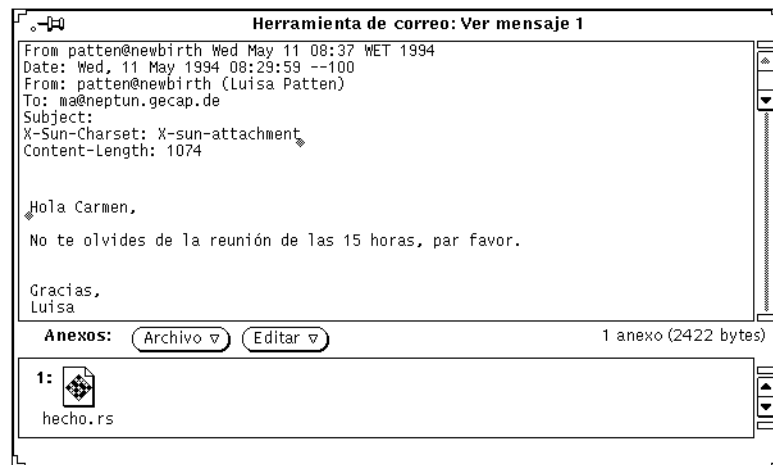 Herramienta de correo: Ver mensaje 1
From patten@newbirth Wed May 11 08:37 WET 1994
Date: Wed, 11 May 1994 08:29:59 --100
From: patten@newbirth (Luisa Patten)
To: ma@neptun.gecap.de
Subject:
X-Sun-Charset: X-sun-attachment
Content-Length: 1074
Hola Carmen,
No te olvides de la reunión de las 15 horas, par favor.
Gracias,
Luisa
Anexos: Archivo Editar 1 anexo (2422 bytes)
1:
hecho.rs